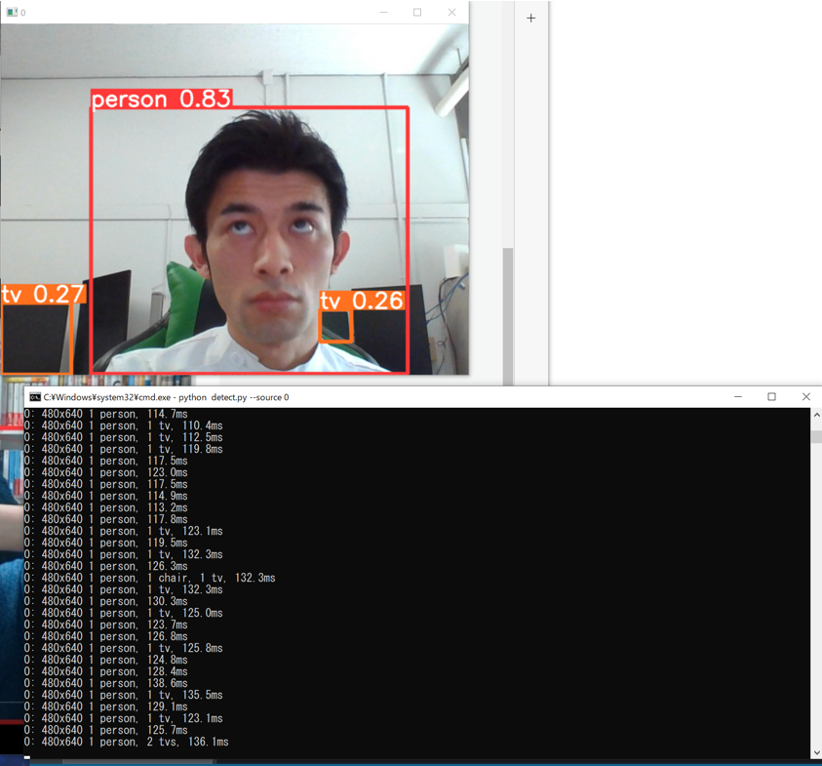 0
+
person 0.83
tv 0.27
tv 0.26
C:¥Windows¥system32¥cmd.exe - python  detect.py --source 0
0: 480x640 1 person, 114.7ms
0: 480x640 1 person, 1 tv, 110.4ms
0: 480x640 1 person, 1 tv, 112.5ms
0: 480x640 1 person, 1 tv, 119.8ms
0: 480x640 1 person, 117.5ms
0: 480x640 1 person, 123.0ms
0: 480x640 1 person, 117.5ms
0: 480x640 1 person, 114.9ms
0: 480x640 1 person, 113.2ms
0: 480x640 1 person, 117.8ms
0: 480x640 1 person, 1 tv, 123.1ms
0: 480x640 1 person, 119.5ms
0: 480x640 1 person, 1 tv, 132.3ms
0: 480x640 1 person, 126.3ms
0: 480x640 1 person, 1 chair, 1 tv, 132.3ms
0: 480x640 1 person, 1 tv, 132.3ms
0: 480x640 1 person, 130.3ms
0: 480x640 1 person, 1 tv, 125.0ms
0: 480x640 1 person, 123.7ms
0: 480x640 1 person, 126.8ms
0: 480x640 1 person, 1 tv, 125.8ms
0: 480x640 1 person, 124.8ms
0: 480x640 1 person, 128.4ms
0: 480x640 1 person, 138.6ms
0: 480x640 1 person, 1 tv, 135.5ms
0: 480x640 1 person, 129.1ms
0: 480x640 1 person, 1 tv, 123.1ms
0: 480x640 1 person, 125.7ms
0: 480x640 1 person, 2 tvs, 136.1ms